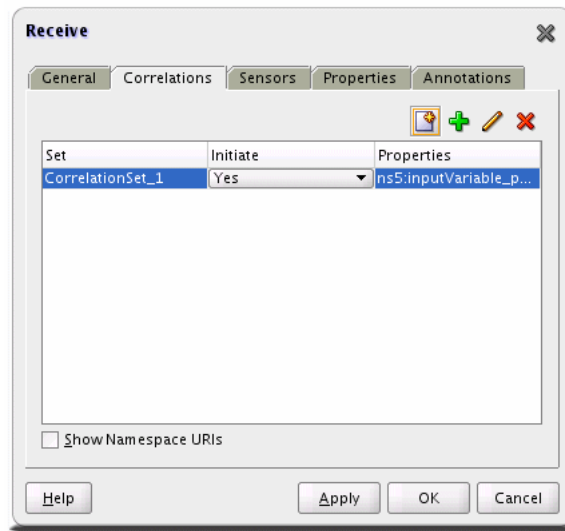 Receive
General Correlations Sensors Properties Annotations
Set Initiate Properties
CorrelationSet_1 Yes ns5:inputVariable_p...
Show Namespace URIs
Help Apply OK Cancel